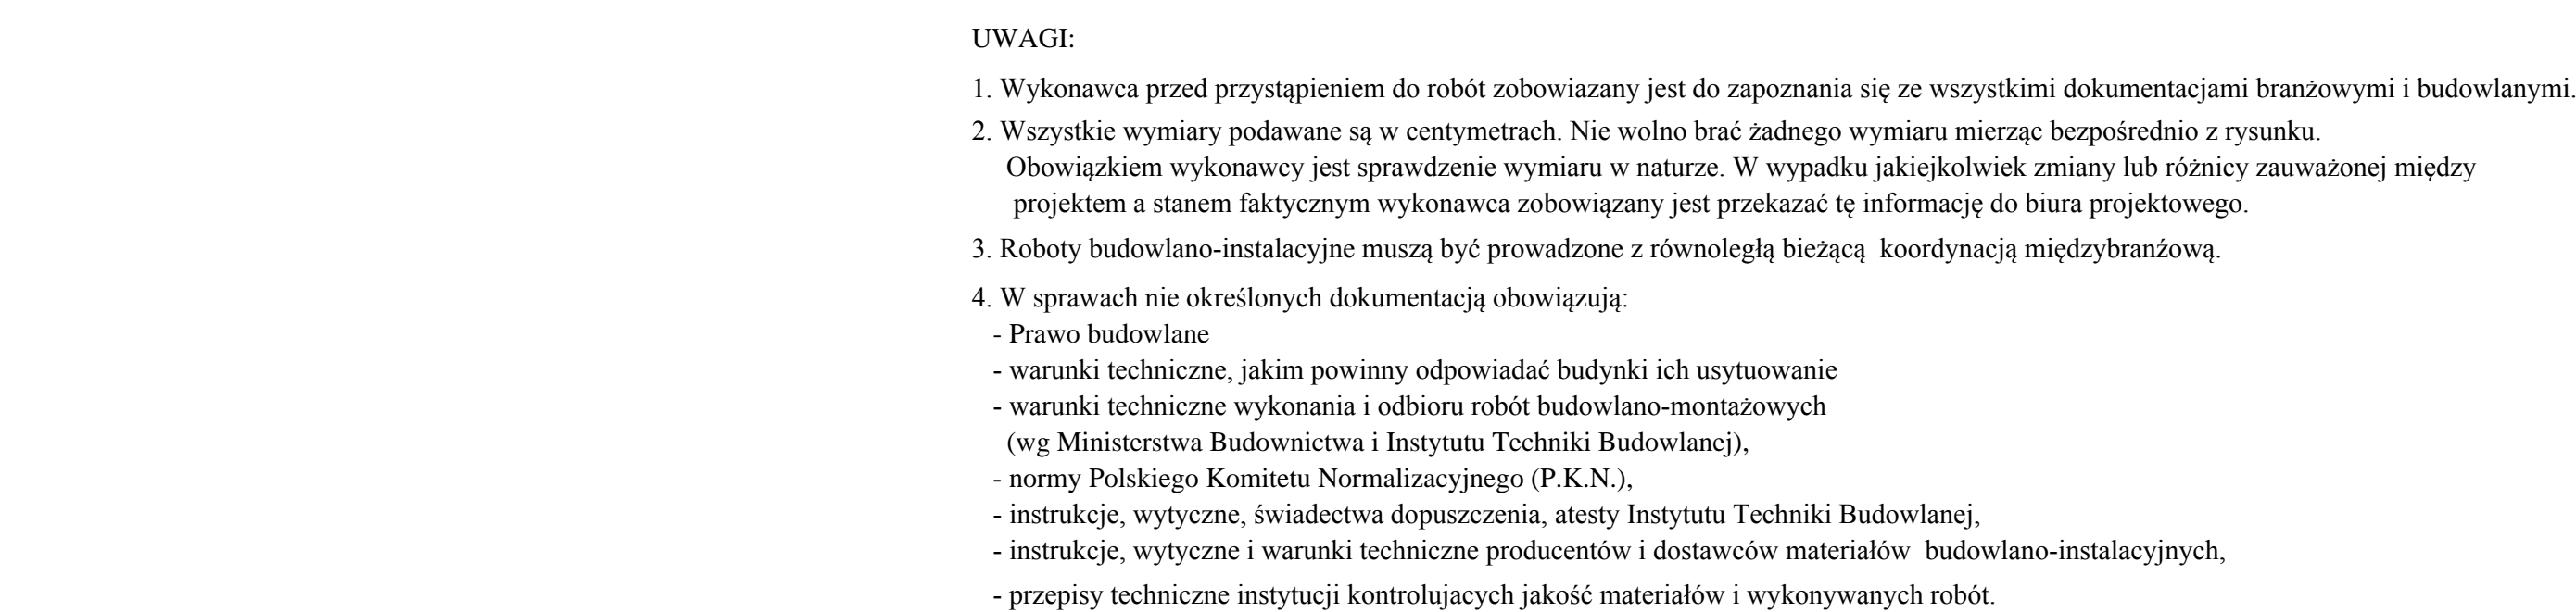 UWAGI:
1. Wykonawca przed przystąpieniem do robót zobowiazany jest do zapoznania się ze wszystkimi dokumentacjami branżowymi i budowlanymi.
2. Wszystkie wymiary podawane są w centymetrach. Nie wolno brać żadnego wymiaru mierząc bezpośrednio z rysunku.
Obowiązkiem wykonawcy jest sprawdzenie wymiaru w naturze. W wypadku jakiejkolwiek zmiany lub różnicy zauważonej między
projektem a stanem faktycznym wykonawca zobowiązany jest przekazać tę informację do biura projektowego.
3. Roboty budowlano-instalacyjne muszą być prowadzone z równoległą bieżącą  koordynacją międzybranźową.
4. W sprawach nie określonych dokumentacją obowiązują:
- Prawo budowlane
- warunki techniczne, jakim powinny odpowiadać budynki ich usytuowanie
- warunki techniczne wykonania i odbioru robót budowlano-montażowych
(wg Ministerstwa Budownictwa i Instytutu Techniki Budowlanej),
- normy Polskiego Komitetu Normalizacyjnego (P.K.N.),
- instrukcje, wytyczne, świadectwa dopuszczenia, atesty Instytutu Techniki Budowlanej,
- instrukcje, wytyczne i warunki techniczne producentów i dostawców materiałów  budowlano-instalacyjnych,
- przepisy techniczne instytucji kontrolujacych jakość materiałów i wykonywanych robót.